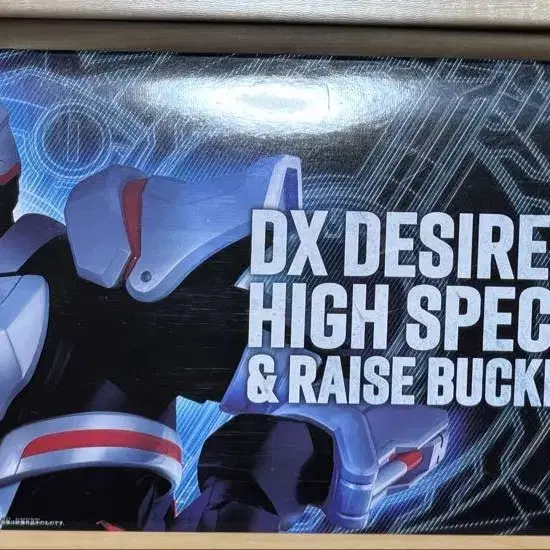 DX DESIRE
HIGH SPEC
& RAISE BUCK